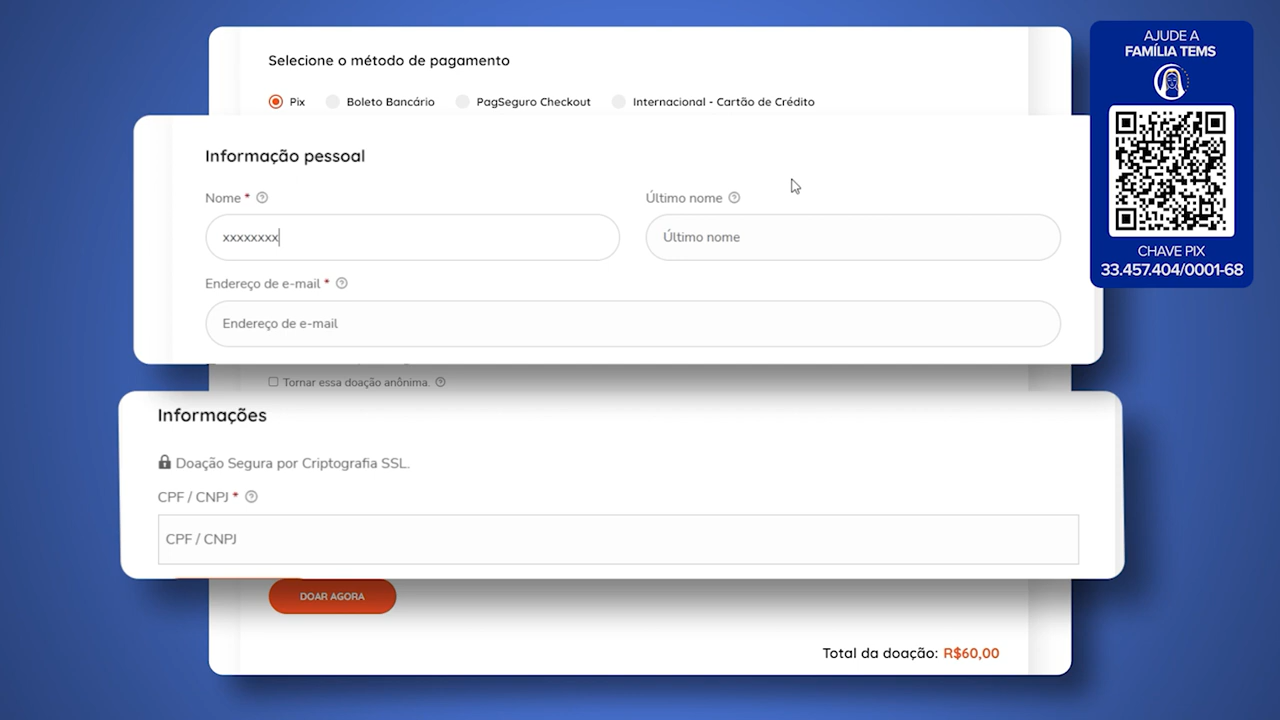 Selecione o método de pagamento
Pix
Boleto Bancário
PagSeguro Checkout
Internacional - Cartão de Crédito
Informação pessoal
Nome *
Último nome
xxxxxxxx
Último nome
Endereço de e-mail *
Endereço de e-mail
Tornar essa doação anônima.
Informações
Doação Segura por Criptografia SSL.
CPF / CNPJ *
CPF / CNPJ
DOAR AGORA
Total da doação: R$60,00
AJUDE A
FAMÍLIA TEMS
CHAVE PIX
33.457.404/0001-68